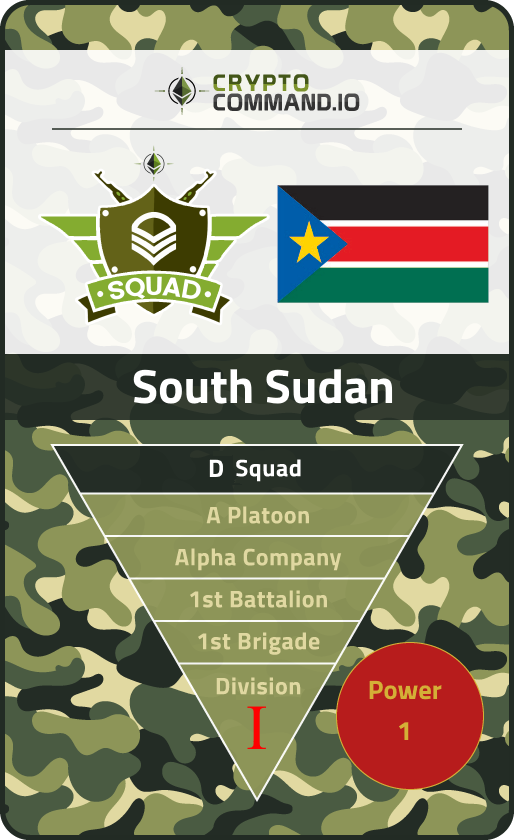 CRYPTO
COMMAND.IO
SQUAD
South Sudan
D Squad
A Platoon
Alpha Company
1st Battalion
1st Brigade
Division
I
Power
1